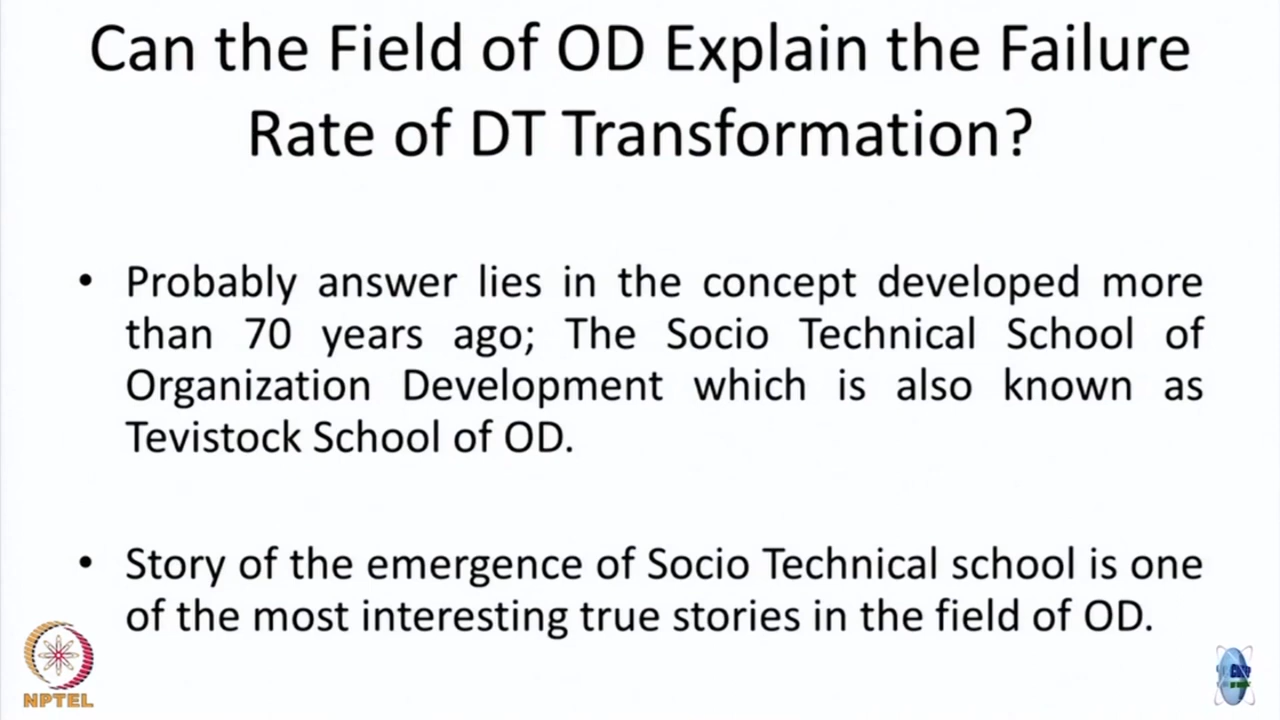 Can the Field of OD Explain the Failure
Rate of DT Transformation?
• Probably answer lies in the concept developed more
than 70 years ago; The Socio Technical School of
Organization Development which is also known as
Tevistock School of OD.
• Story of the emergence of Socio Technical school is one
of the most interesting true stories in the field of OD.
NPTEL